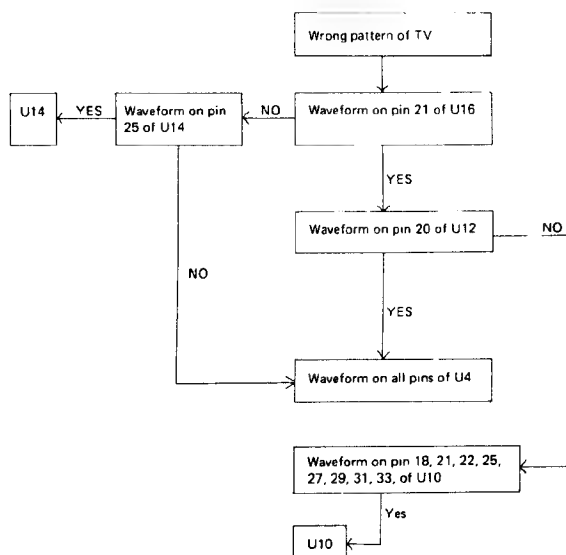 Wrong pattern of TV
U14
YES
Waveform on pin
25 of U14
NO
Waveform on pin 21 of U16
YES
Waveform on pin 20 of U12
NO
NO
YES
Waveform on all pins of U4
Waveform on pin 18, 21, 22, 25,
27, 29, 31, 33, of U10
Yes
U10